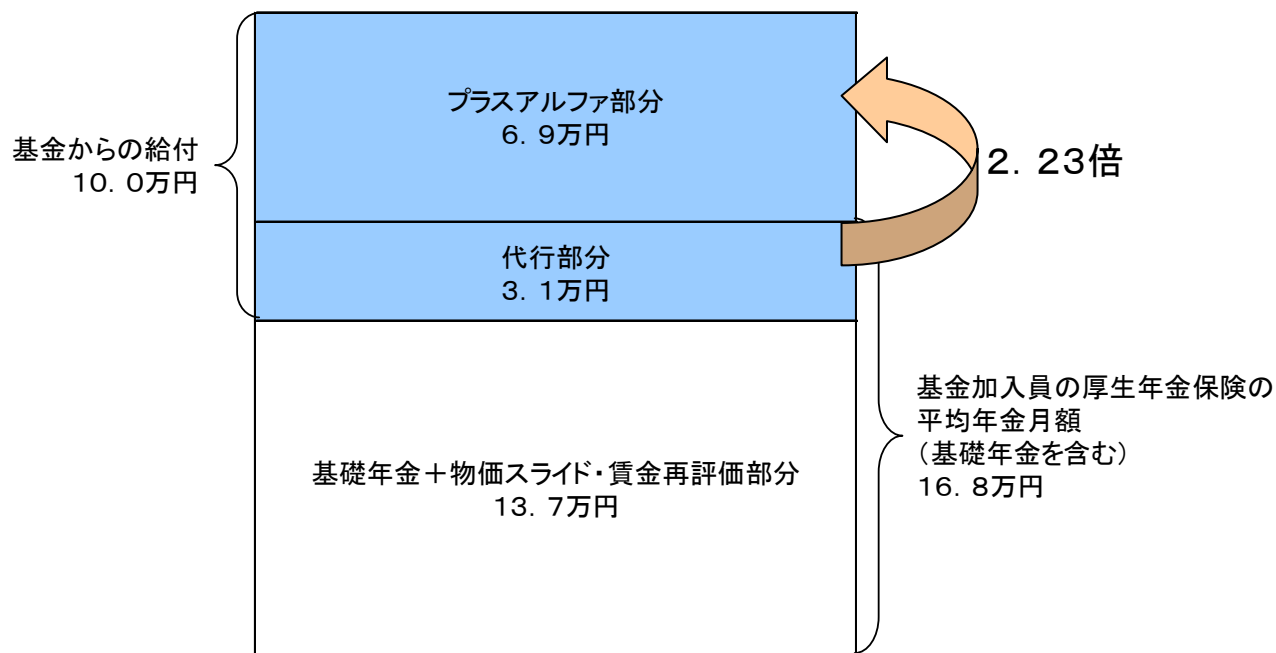 プラスアルファ部分
6.9万円
基金からの給付
10.0万円
2.23倍
代行部分
3.1万円
基金加入員の厚生年金保険の
平均年金月額
(基礎年金を含む)
16.8万円
基礎年金+物価スライド・賃金再評価部分
13.7万円